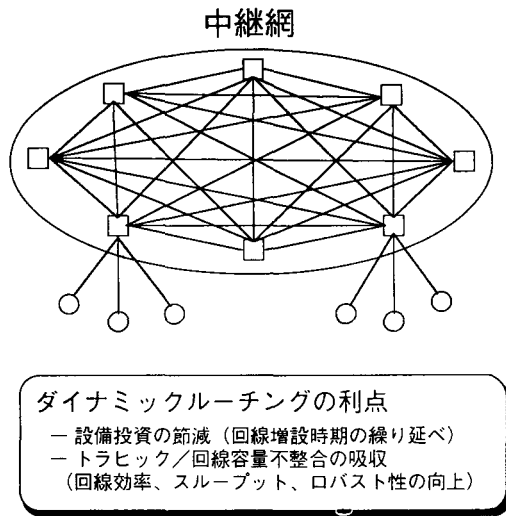 中継網
ダイナミックルーチングの利点
― 設備投資の節減（回線増設時期の繰り延べ）
― トラヒック／回線容量不整合の吸収
（回線効率、スループット、ロバスト性の向上）